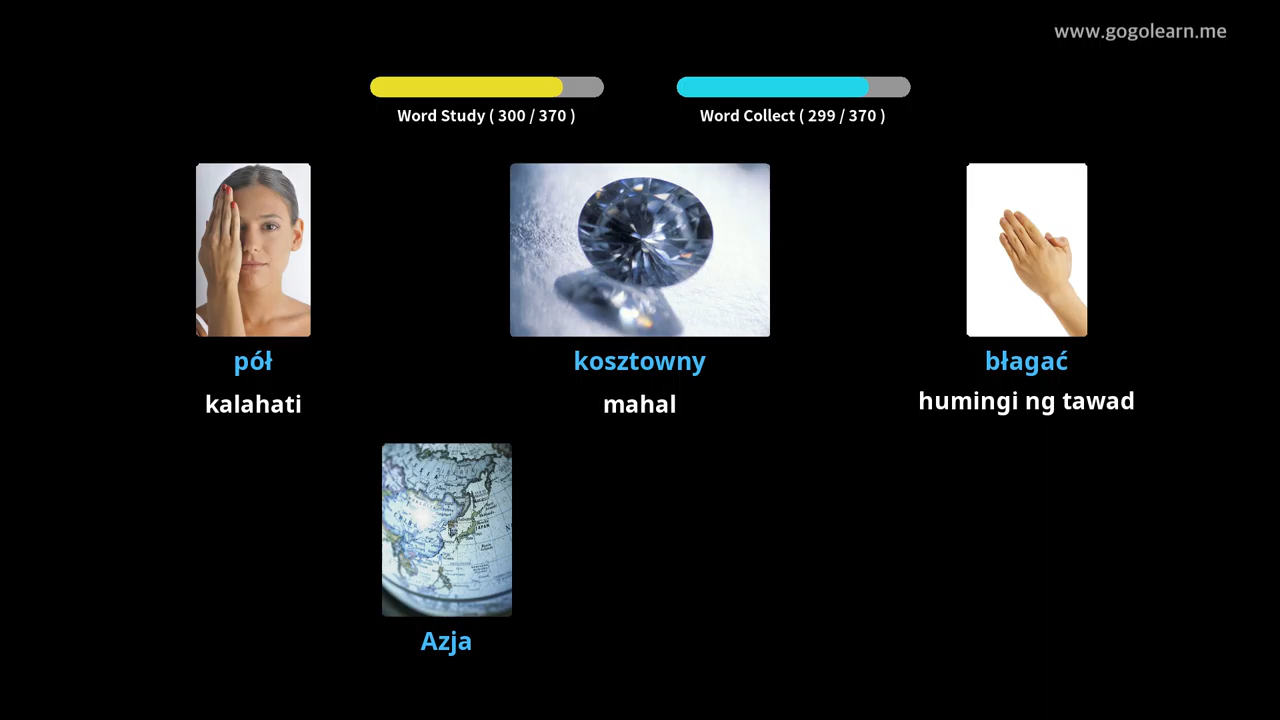 www.gogolearn.me
Word Study ( 300 / 370 )
Word Collect ( 299 / 370 )
pół
kosztowny
błagać
kalahati
mahal
humingi ng tawad
Azja